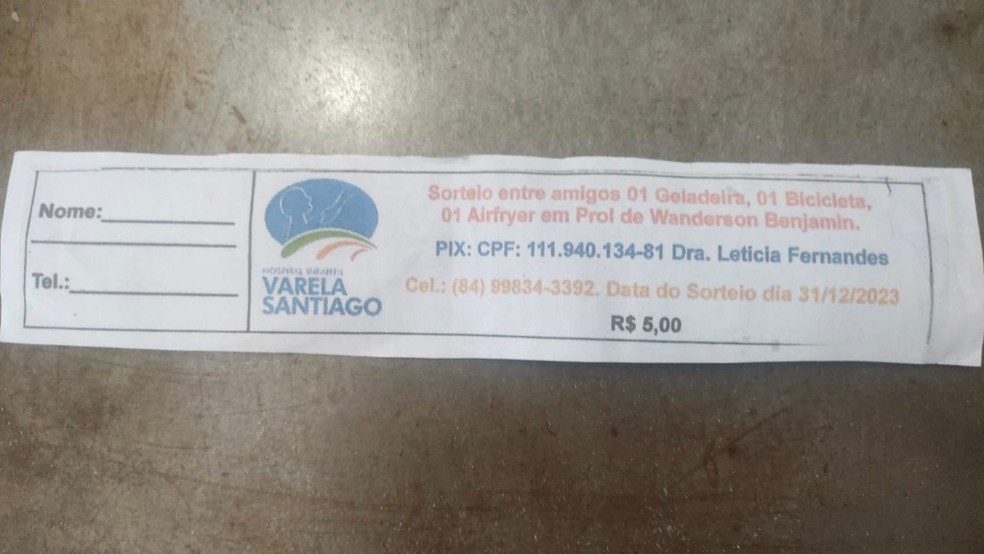 Nome:
Tel.:
HOSPITAL INFANTIL
VARELA
SANTIAGO
Sorteio entre amigos 01 Geladeira, 01 Bicicleta,
01 Airfryer em Prol de Wanderson Benjamin.
PIX: CPF: 111.940.134-81 Dra. Leticia Fernandes
Cel.: (84) 99834-3392. Data do Sorteio dia 31/12/2023
R$ 5,00